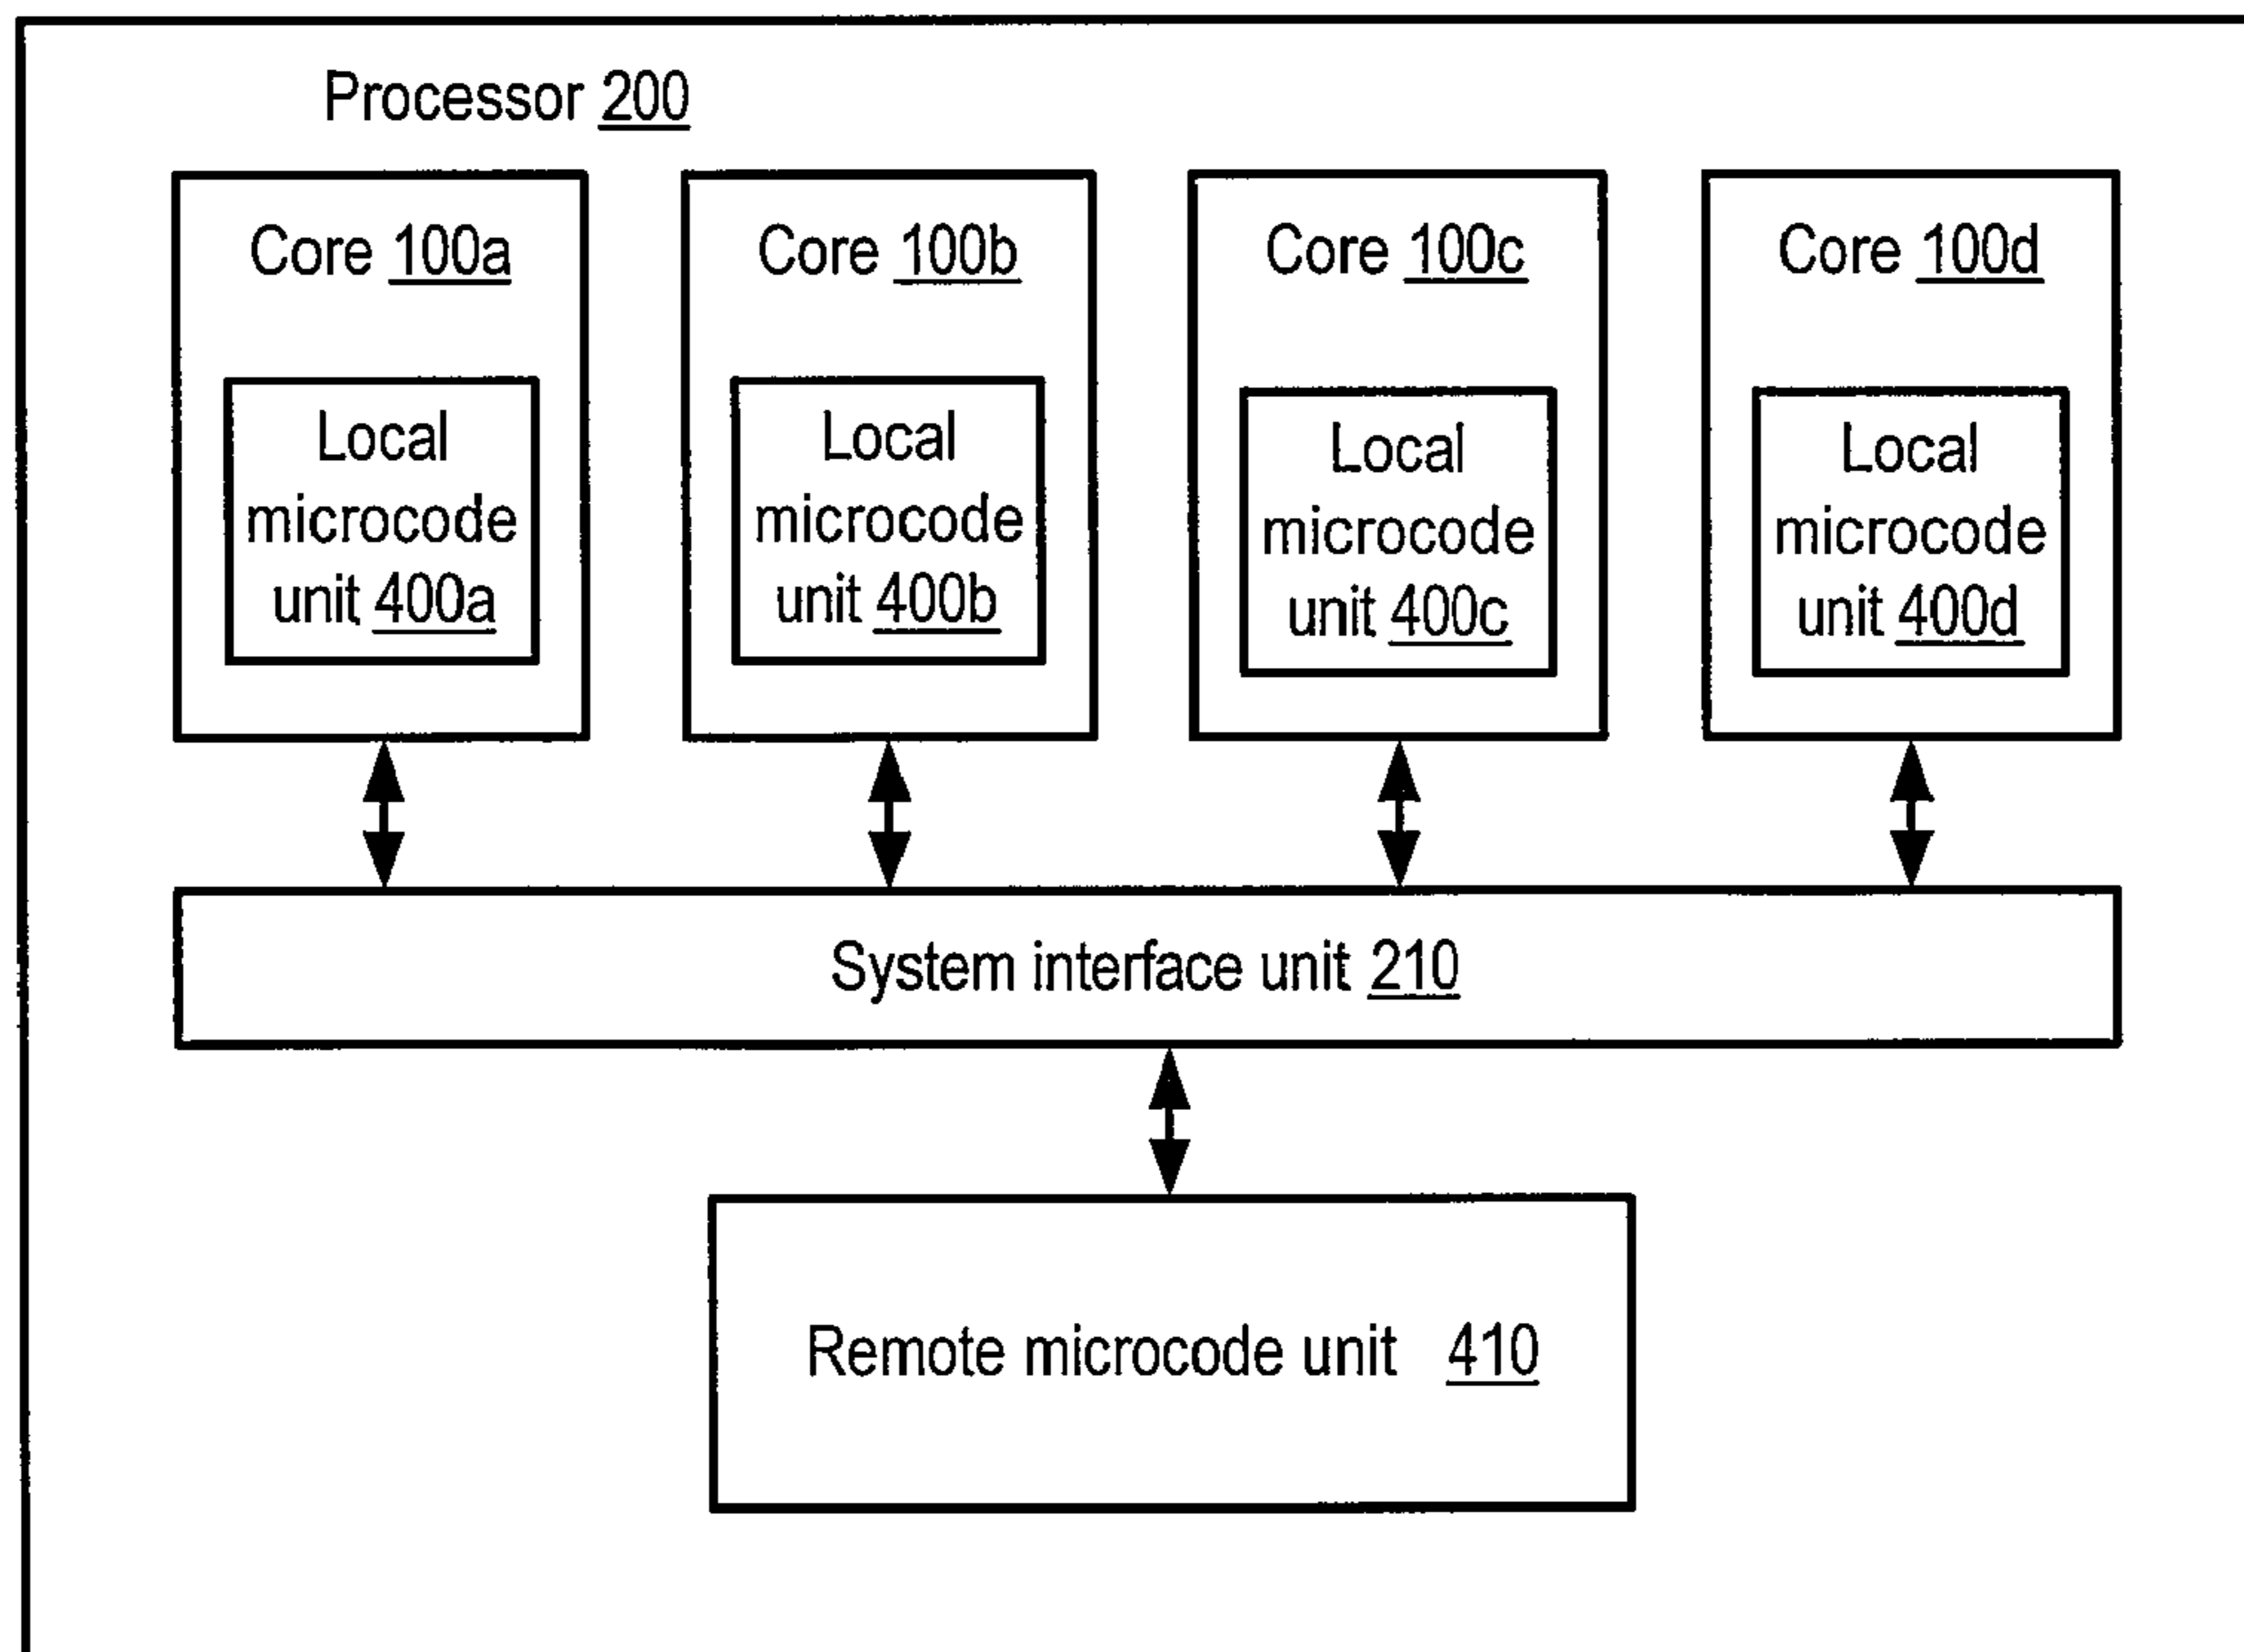 Processor 200
Core 100a
Core 100b
Core 100c
Core 100d
Local
microcode
unit 400a
Local
microcode
unit 400b
Local
microcode
unit 400c
Local
microcode
unit 400d
System interface unit 210
Remote microcode unit 410